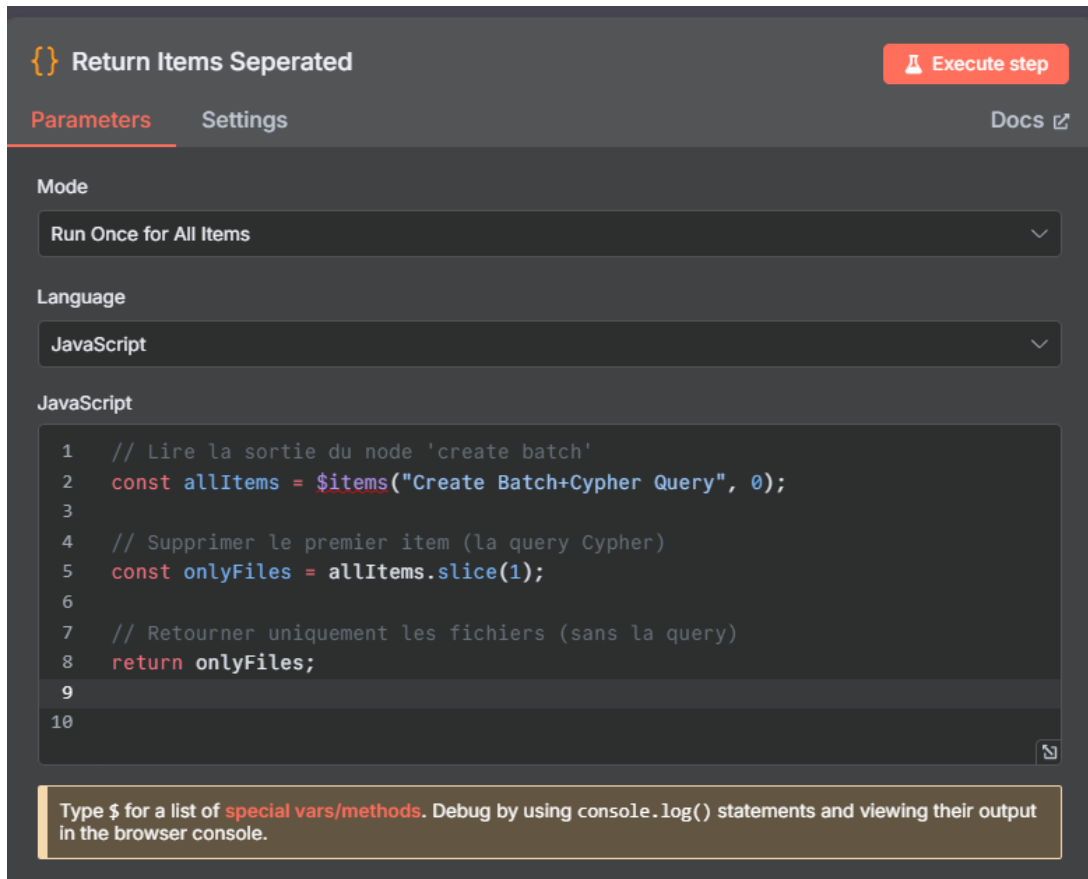 {} Return Items Seperated
Execute step
Parameters
Settings
Docs
Mode
Run Once for All Items
Language
JavaScript
JavaScript
1 // Lire la sortie du node 'create batch'
2 const allItems = $items("Create Batch+Cypher Query", 0);
3
4 // Supprimer le premier item (la query Cypher)
5 const onlyFiles = allItems.slice(1);
6
7 // Retourner uniquement les fichiers (sans la query)
8 return onlyFiles;
9
10
Type $ for a list of special vars/methods. Debug by using console.log() statements and viewing their output
in the browser console.